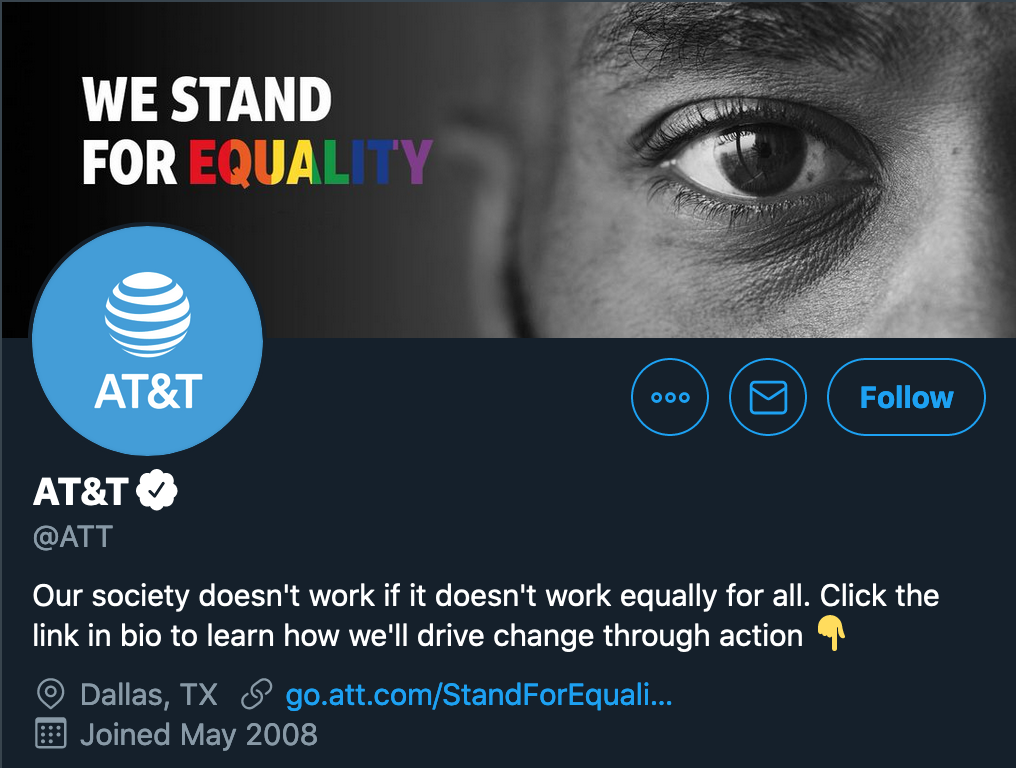 WE STAND
FOR EQUALITY
AT&T
Follow
AT&T
@ATT
Our society doesn't work if it doesn't work equally for all. Click the
link in bio to learn how we'll drive change through action 👇
Dallas, TX go.att.com/StandForEquali...
Joined May 2008